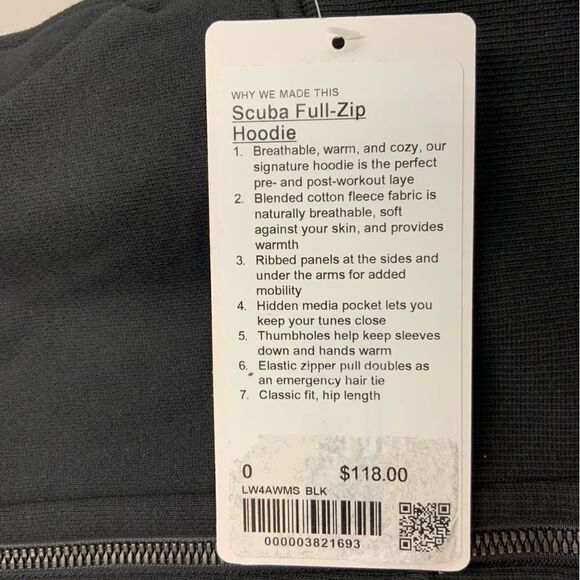 WHY WE MADE THIS
Scuba Full-Zip
Hoodie
1. Breathable, warm, and cozy, our
signature hoodie is the perfect
pre- and post-workout laye
2. Blended cotton fleece fabric is
naturally breathable, soft
against your skin, and provides
warmth
3. Ribbed panels at the sides and
under the arms for added
mobility
4. Hidden media pocket lets you
keep your tunes close
5. Thumbholes help keep sleeves
down and hands warm
6. Elastic zipper pull doubles as
an emergency hair tie
7. Classic fit, hip length
0 $118.00
LW4AWMS BLK
000003821693